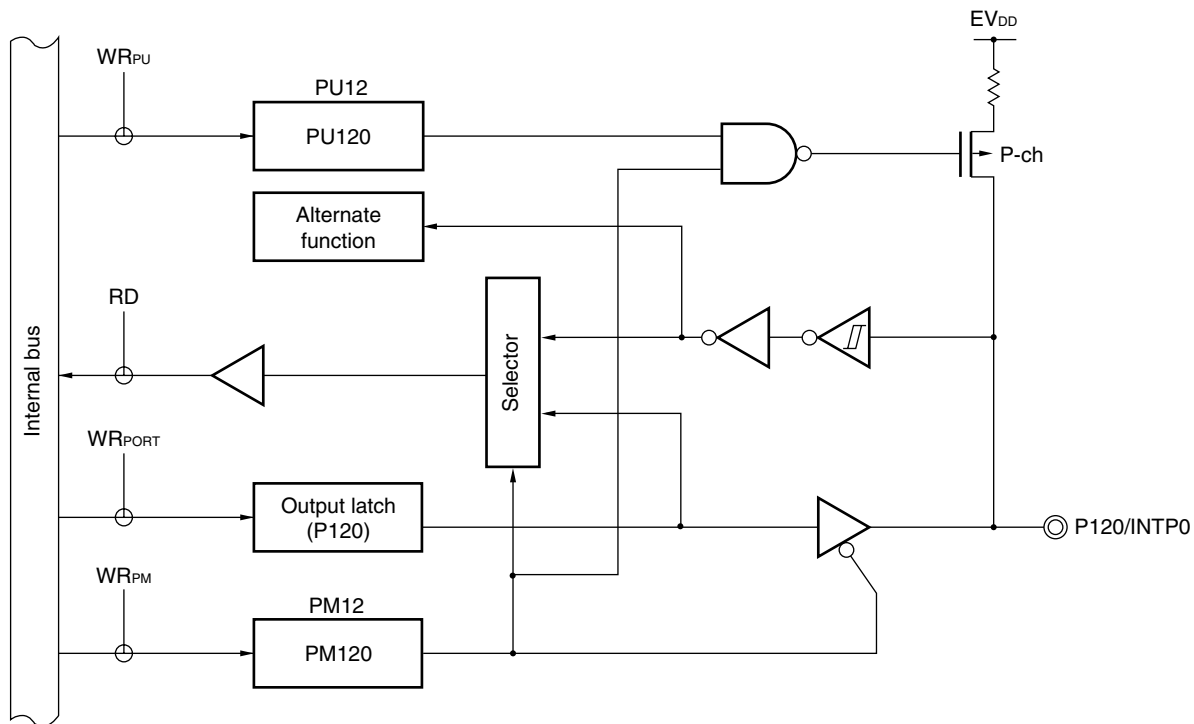 EVDD
WRPU
PU12
PU120
P-ch
Alternate
function
RD
Selector
Internal bus
WRPORT
Output latch
(P120)
P120/INTP0
WRPM
PM12
PM120